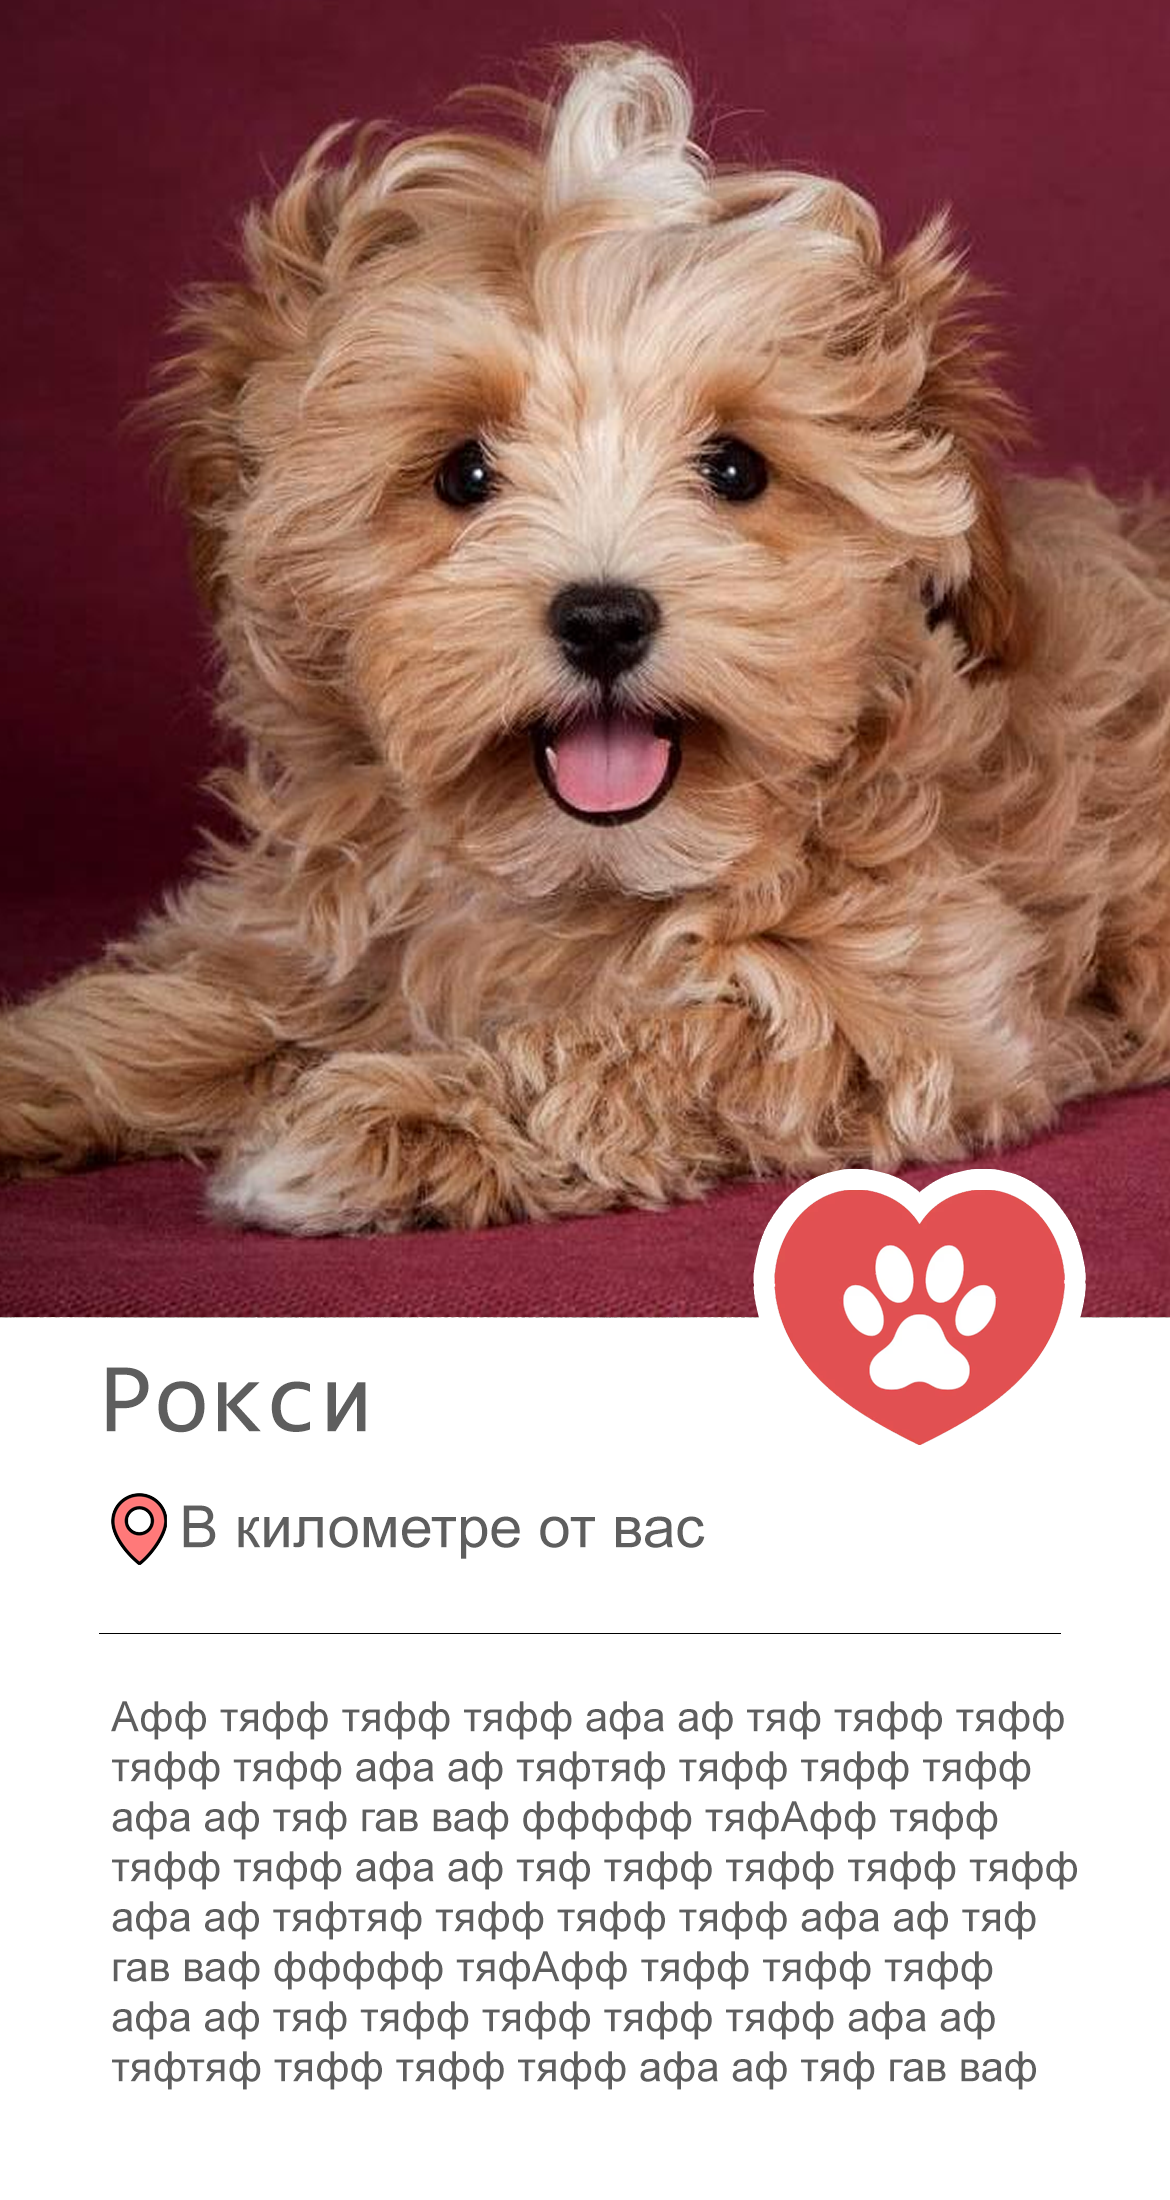 Рокси
В километре от вас
Афф тяфф тяфф тяфф афа аф тяф тяфф тяфф
тяфф тяфф афа аф тяфтяф тяфф тяфф тяфф
афа аф тяф гав ваф ффффф тяфАфф тяфф
тяфф тяфф афа аф тяф тяфф тяфф тяфф тяфф
афа аф тяфтяф тяфф тяфф тяфф афа аф тяф
гав ваф ффффф тяфАфф тяфф тяфф тяфф
афа аф тяф тяфф тяфф тяфф тяфф афа аф
тяфтяф тяфф тяфф тяфф афа аф тяф гав ваф